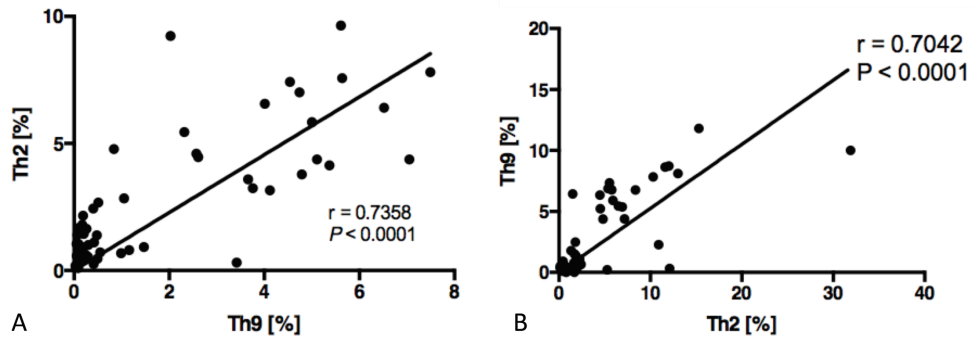 10
5
0
0 2 4 6 8
Th2 [%]
Th9 [%]
r = 0.7358
P < 0.0001
A
20
15
10
5
0
0 10 20 30 40
Th9 [%]
Th2 [%]
r = 0.7042
P < 0.0001
B